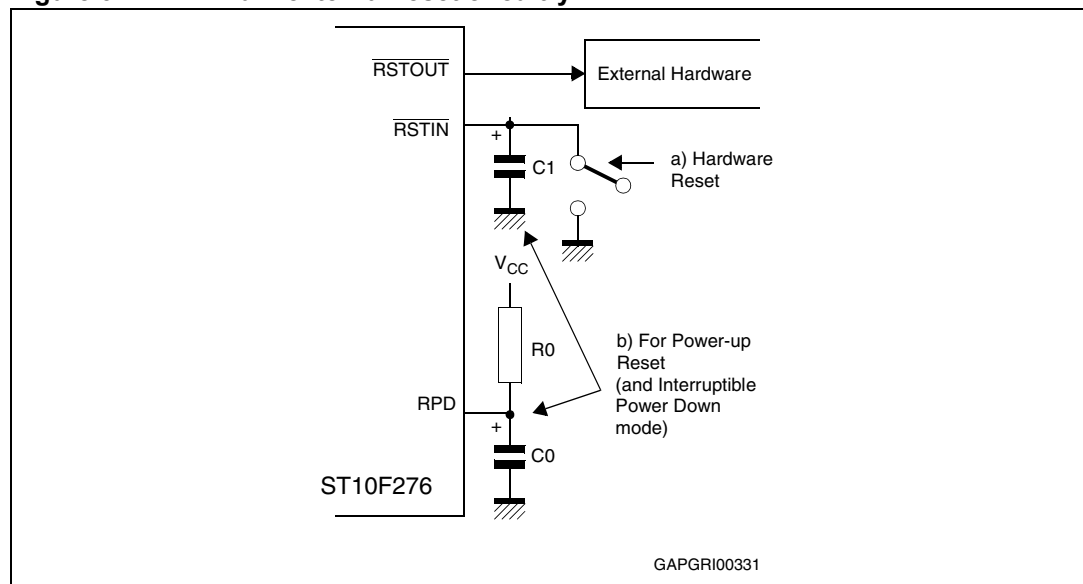 RSTOUT
External Hardware
RSTIN
+
C1
a) Hardware
Reset
VCC
R0
b) For Power-up
Reset
(and Interruptible
Power Down
mode)
RPD
+
C0
ST10F276
GAPGRI00331